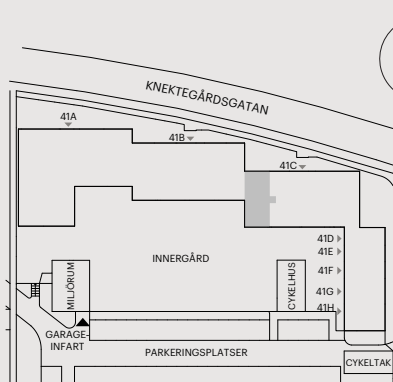 KNEKTEGÅRDSGATAN
41A
41B
41C
41D
41E
INNERGÅRD
41F
MILJÖRUM
CYKELHUS
41G
41H
GARAGE-
INFART
PARKERINGSPLATSER
CYKELTAK